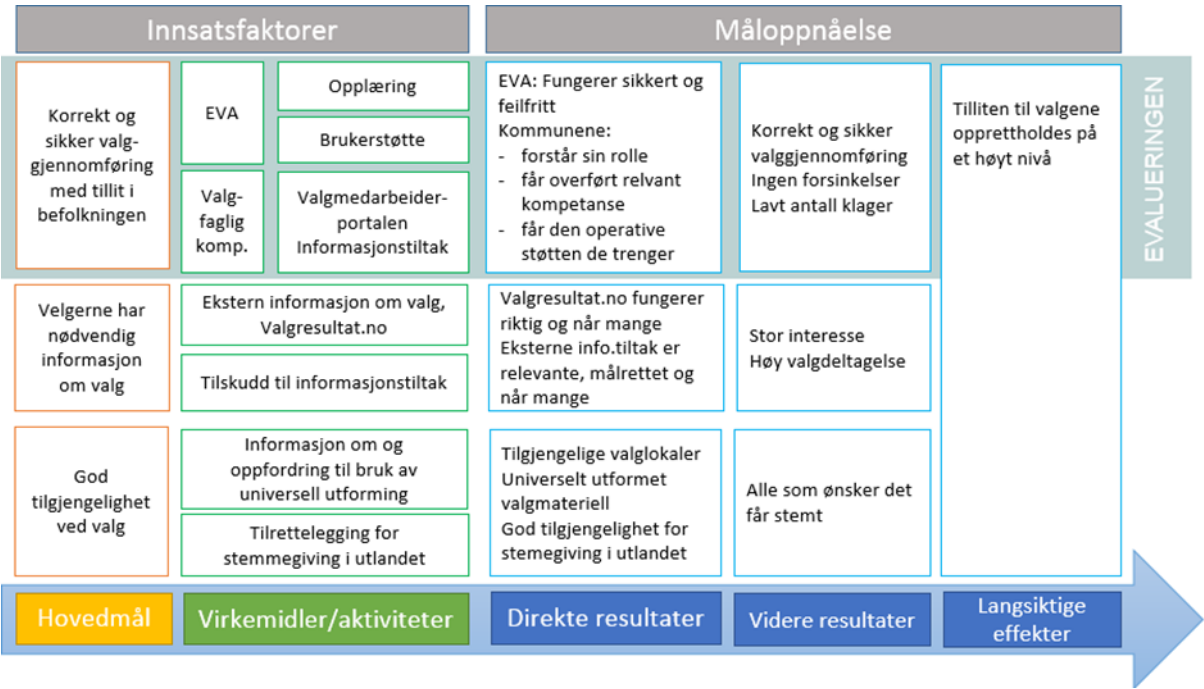 Innsatsfaktorer
Måloppnåelse
Korrekt og
sikker valg-
gjennomføring
med tillit i
befolkningen
EVA
Opplæring
Brukerstøtte
Valg-
faglig
komp.
Valgmedarbeider-
portalen
Informasjonstiltak
EVA: Fungerer sikkert og
feilfritt
Kommunene:
- forstår sin rolle
- får overført relvant
kompetanse
- får den operative
støtten de trenger
Korrekt og sikker
valggjennomføring
Ingen forsinkelser
Lavt antall klager
Tilliten til valgene
opprettholdes på
et høyt nivå
EVALUERINGEN
Velgerne har
nødvendig
informasjon
om valg
Ekstern informasjon om valg,
Valgresultat.no
Tilskudd til informasjonstiltak
Valgresultat.no fungerer
riktig og når mange
Eksterne info.tiltak er
relevante, målrettet og
når mange
Stor interesse
Høy valgdeltagelse
God
tilgjengelighet
ved valg
Informasjon om og
oppfordring til bruk av
universell utforming
Tilrettelegging for
stemmegiving i utlandet
Tilgjengelige valglokaler
Universelt utformet
valgmateriell
God tilgjengelighet for
stemegiving i utlandet
Alle som ønsker det
får stemt
Hovedmål
Virkemidler/aktiviteter
Direkte resultater
Videre resultater
Langsiktige
effekter